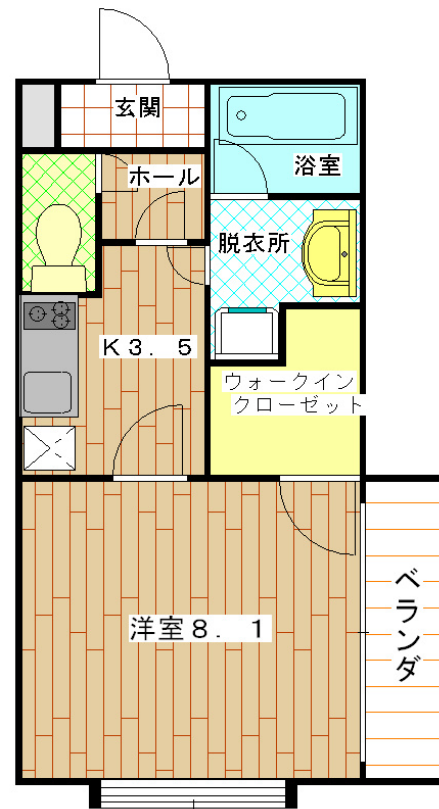 玄関
浴室
ホール
脱衣所
K3.5
ウォークイン
クローゼット
洋室8.1
ベランダ